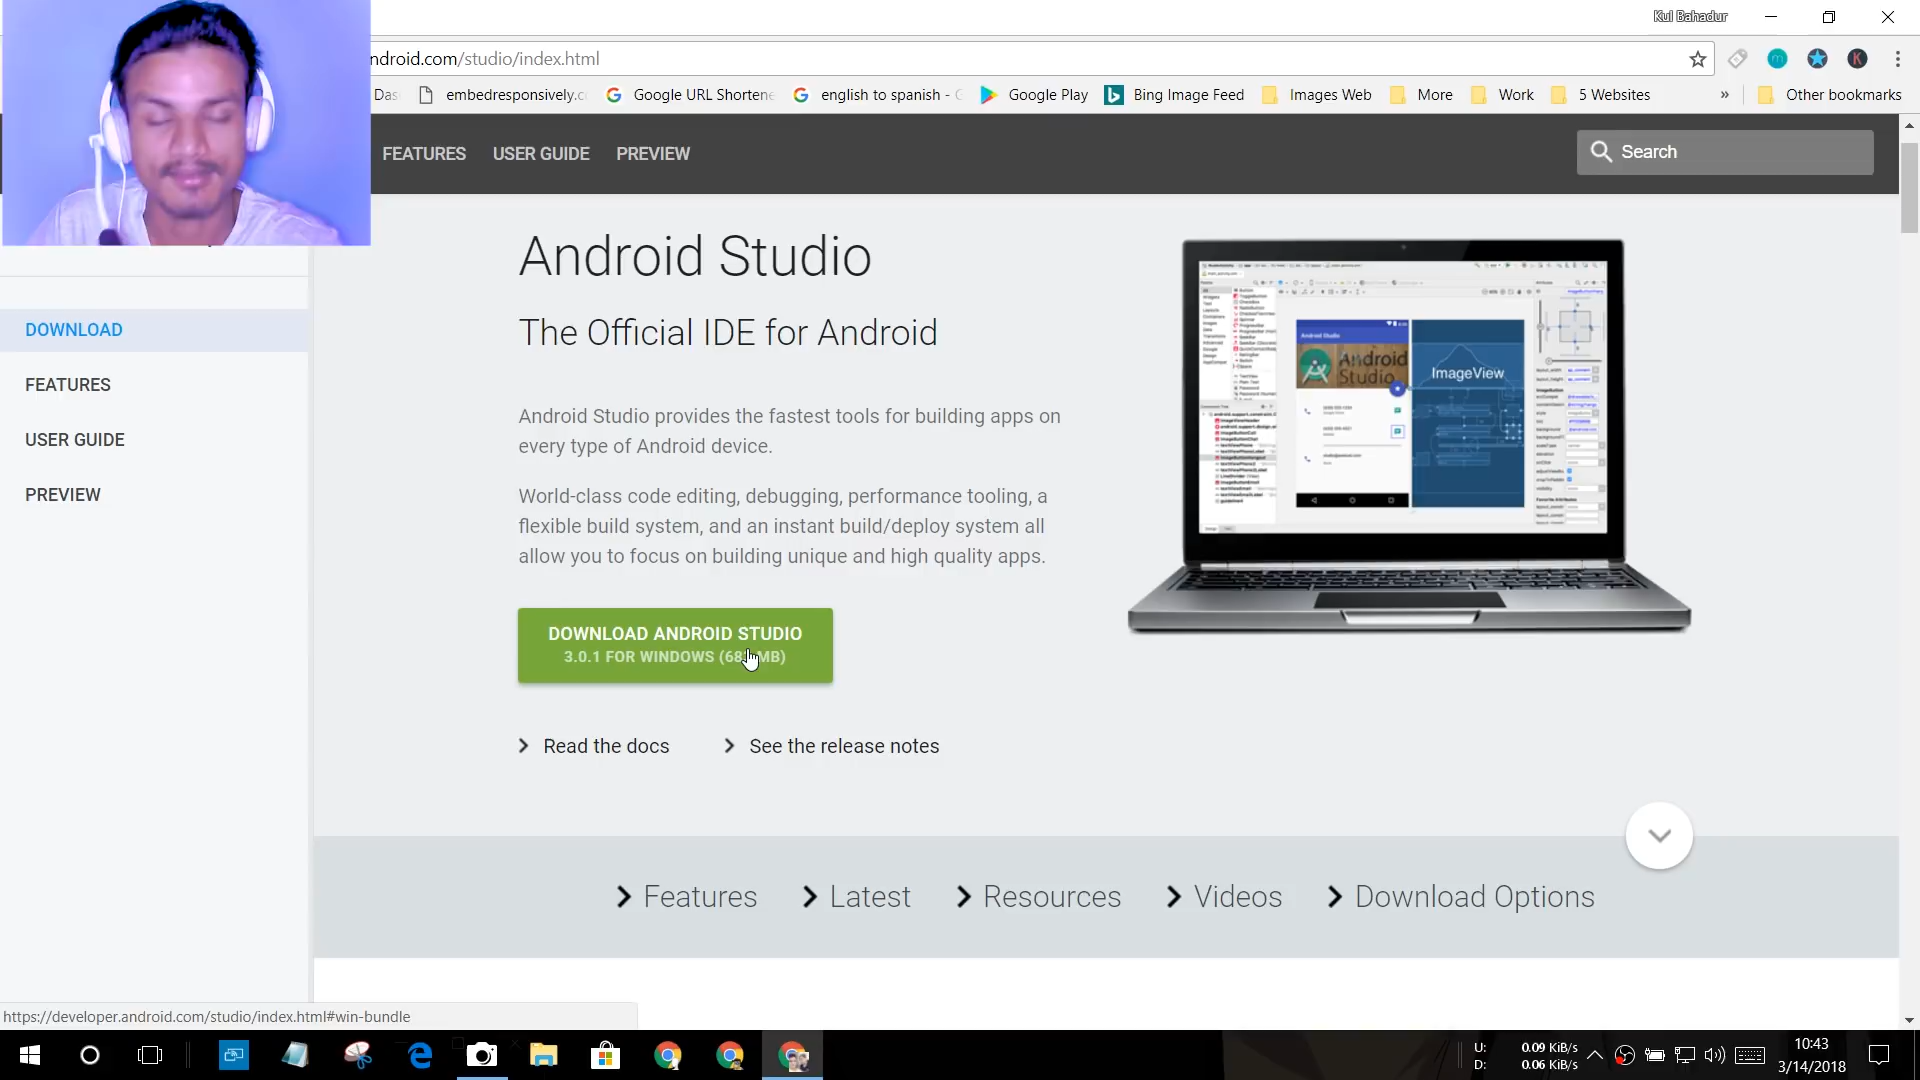 Kul Bahadur
ndroid.com/studio/index.html
Das
embedresponsively.c
Google URL Shortene
english to spanish - G
Google Play
Bing Image Feed
Images Web
More
Work
5 Websites
»
Other bookmarks
FEATURES
USER GUIDE
PREVIEW
Search
Android Studio
The Official IDE for Android
DOWNLOAD
FEATURES
USER GUIDE
PREVIEW
Android Studio provides the fastest tools for building apps on
every type of Android device.
World-class code editing, debugging, performance tooling, a
flexible build system, and an instant build/deploy system all
allow you to focus on building unique and high quality apps.
Android Studio
Android
Studio
ImageView
DOWNLOAD ANDROID STUDIO
3.0.1 FOR WINDOWS (68 MB)
Read the docs
See the release notes
Features
Latest
Resources
Videos
Download Options
https://developer.android.com/studio/index.html#win-bundle
U: 0.09 KiB/s
D: 0.06 KiB/s
10:43
3/14/2018